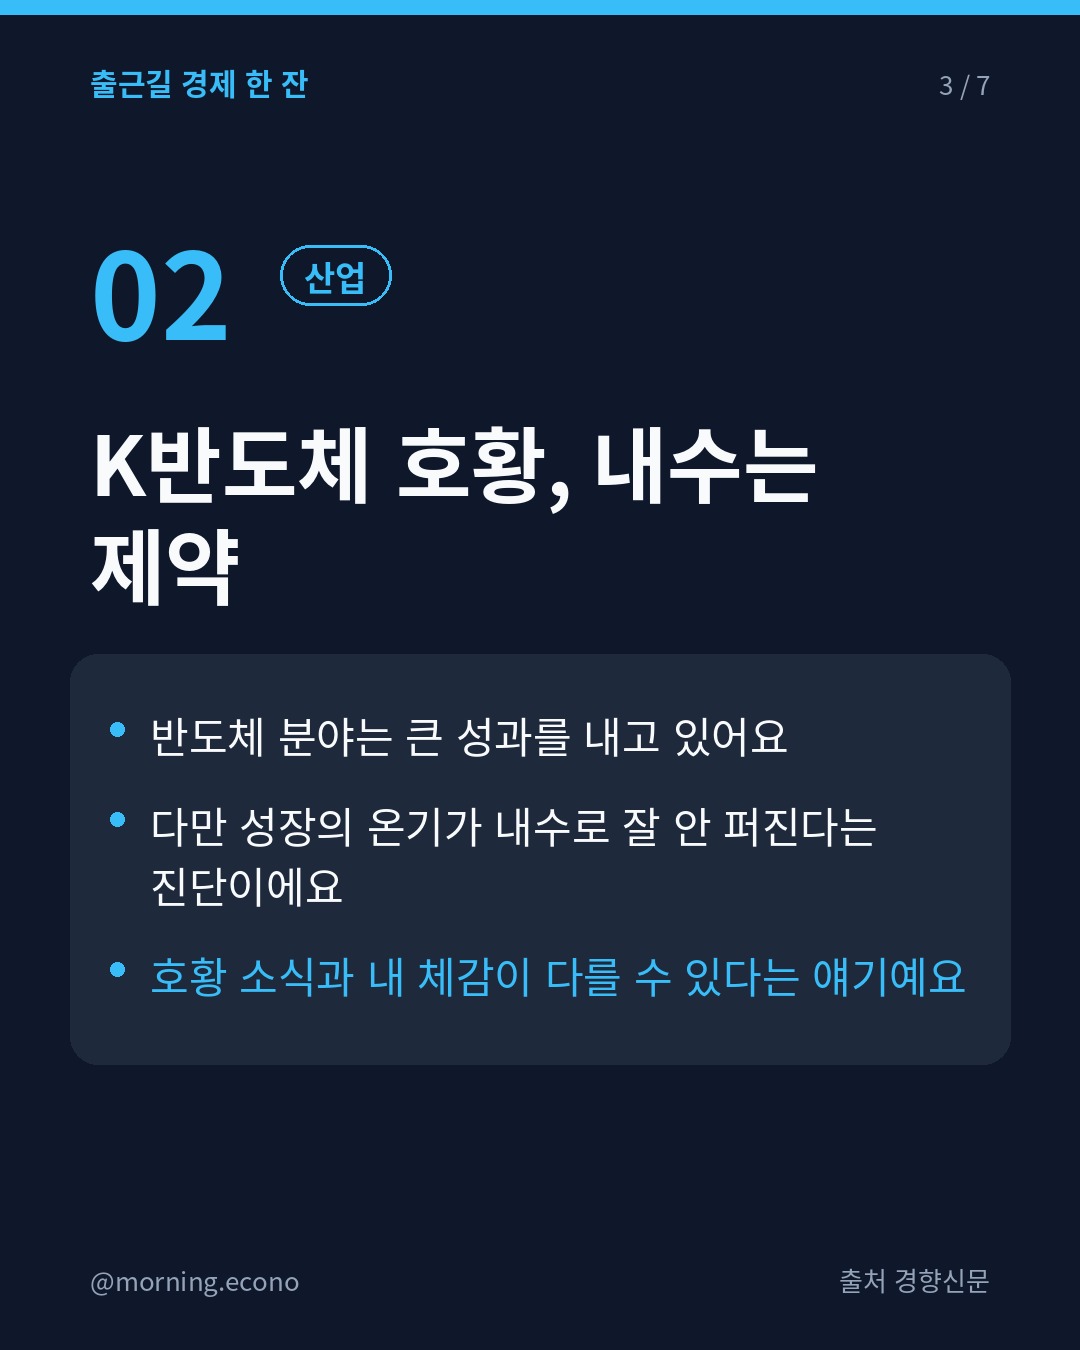 출근길 경제 한 잔
3 / 7
02
산업
K반도체 호황, 내수는
제약
반도체 분야는 큰 성과를 내고 있어요
다만 성장의 온기가 내수로 잘 안 퍼진다는
진단이에요
호황 소식과 내 체감이 다를 수 있다는 얘기예요
@morning.econo
출처 경향신문